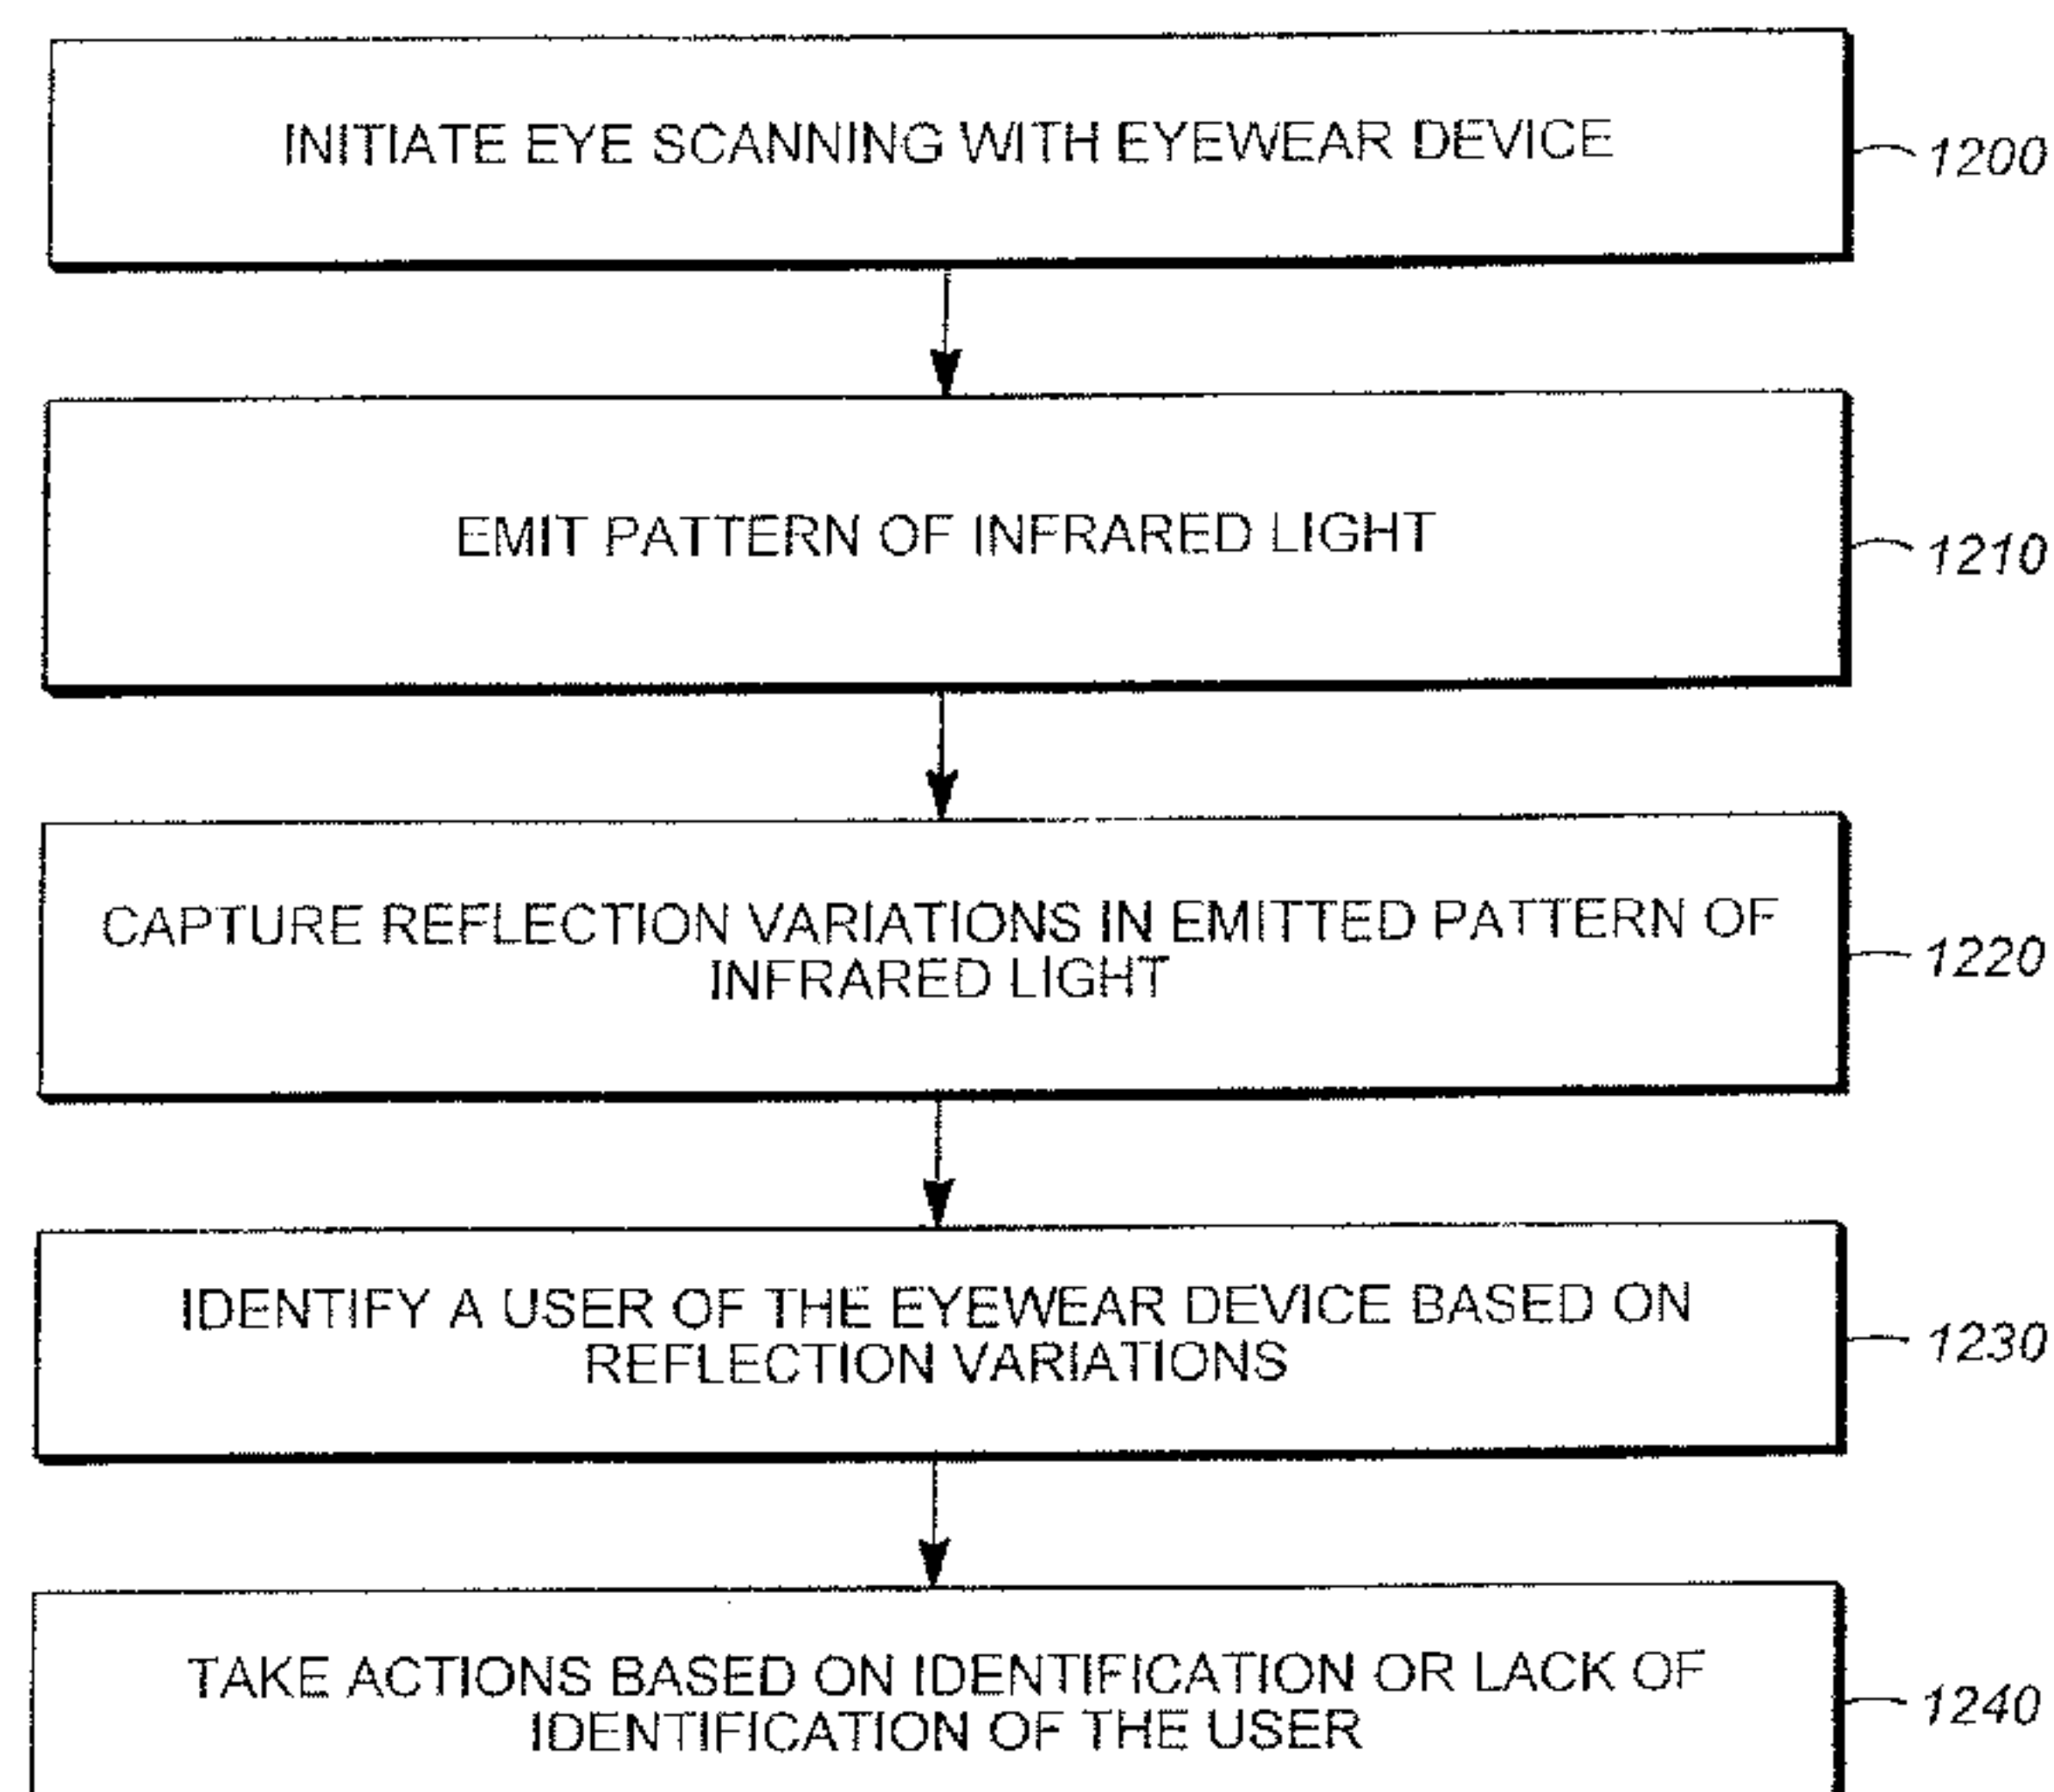 INITIATE EYE SCANNING WITH EYEWEAR DEVICE
1200
EMIT PATTERN OF INFRARED LIGHT
1210
CAPTURE REFLECTION VARIATIONS IN EMITTED PATTERN OF
INFRARED LIGHT
1220
IDENTIFY A USER OF THE EYEWEAR DEVICE BASED ON
REFLECTION VARIATIONS
1230
TAKE ACTIONS BASED ON IDENTIFICATION OR LACK OF
IDENTIFICATION OF THE USER
1240